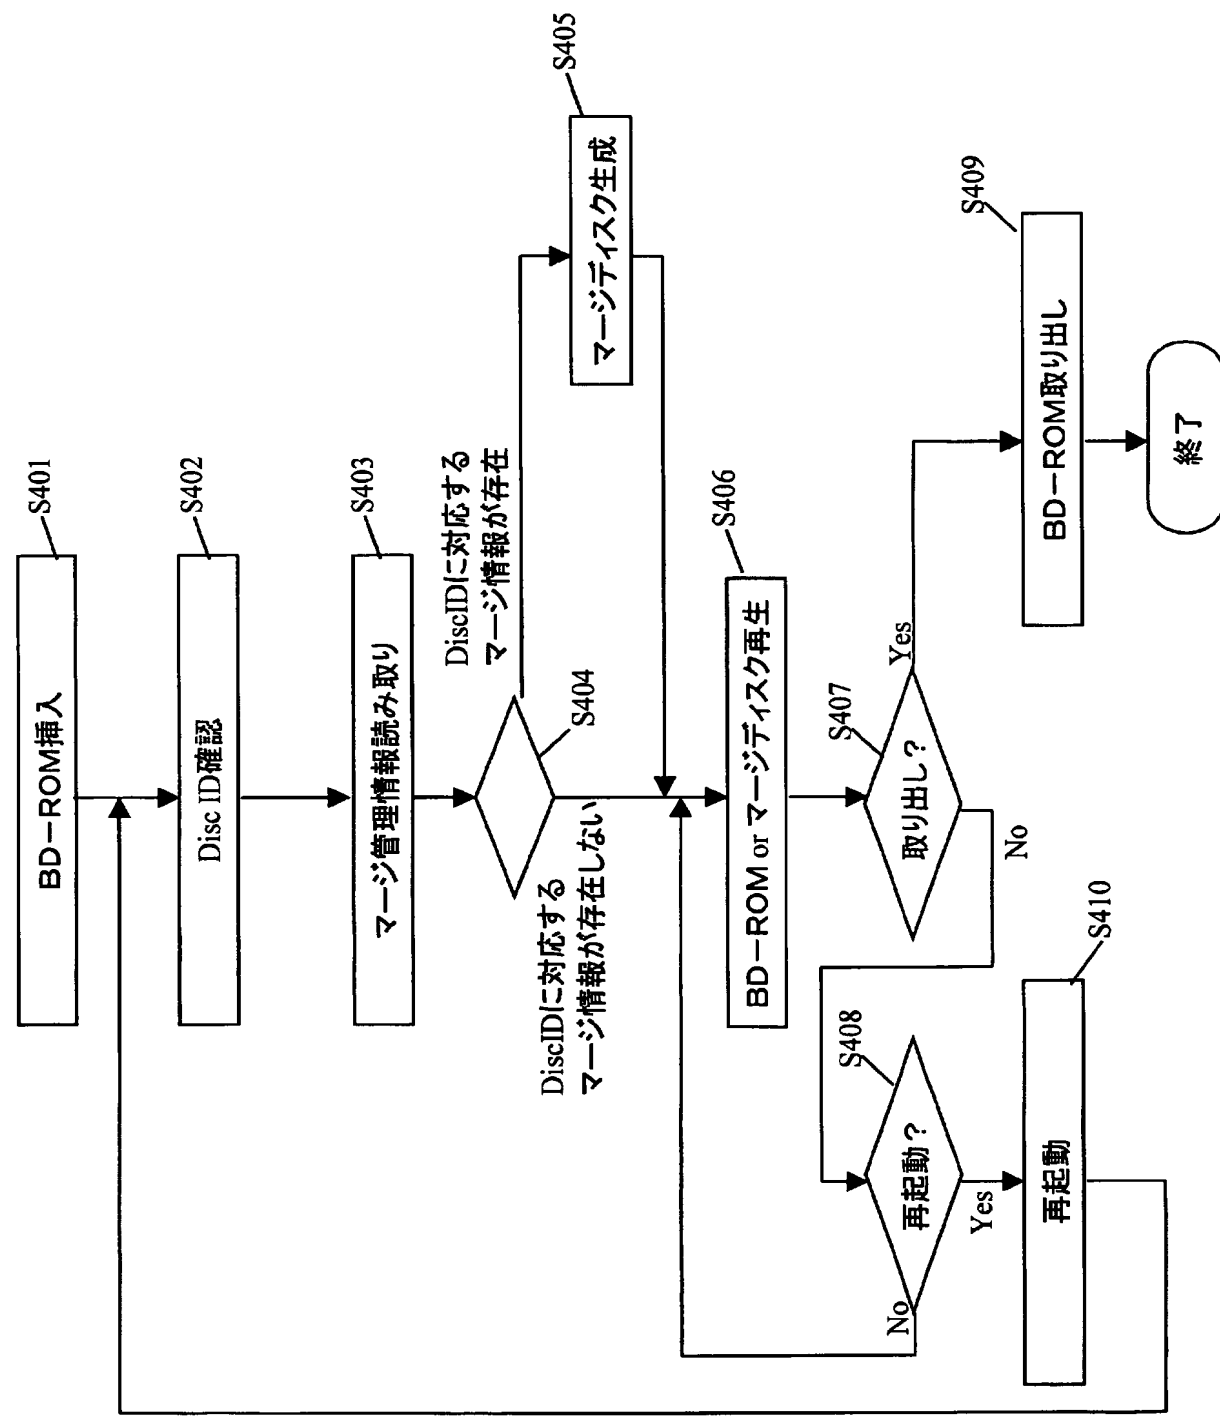 BD－ROM挿入
S401
Disc ID確認
S402
マージ管理情報読み取り
S403
DiscIDに対応する
マージ情報が存在
S404
DiscIDに対応する
マージ情報が存在しない
マージディスク生成
S405
BD－ROM or マージディスク再生
S406
取り出し？
S407
Yes
No
再起動？
S408
No
Yes
BD－ROM取り出し
S409
再起動
S410
終了